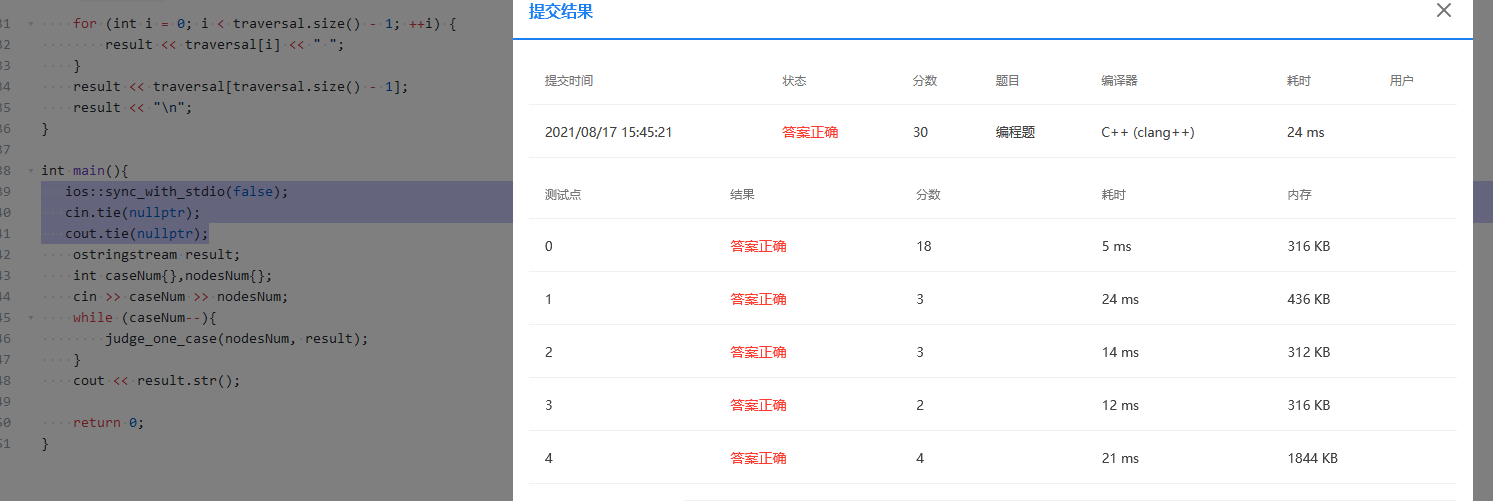 31 for (int i = 0; i < traversal.size() - 1; ++i) {
32 result << traversal[i] << " ";
33 }
34 result << traversal[traversal.size() - 1];
35 result << "\n";
36 }
37
38 int main(){
39 ios::sync_with_stdio(false);
40 cin.tie(nullptr);
41 cout.tie(nullptr);
42 ostringstream result;
43 int caseNum{},nodesNum{};
44 cin >> caseNum >> nodesNum;
45 while (caseNum--){
46 judge_one_case(nodesNum, result);
47 }
48 cout << result.str();
49
50 return 0;
51 }
提交结果
提交时间 状态 分数 题目 编译器 耗时 用户
2021/08/17 15:45:21 答案正确 30 编程题 C++ (clang++) 24 ms
测试点 结果 分数 耗时 内存
0 答案正确 18 5 ms 316 KB
1 答案正确 3 24 ms 436 KB
2 答案正确 3 14 ms 312 KB
3 答案正确 2 12 ms 316 KB
4 答案正确 4 21 ms 1844 KB